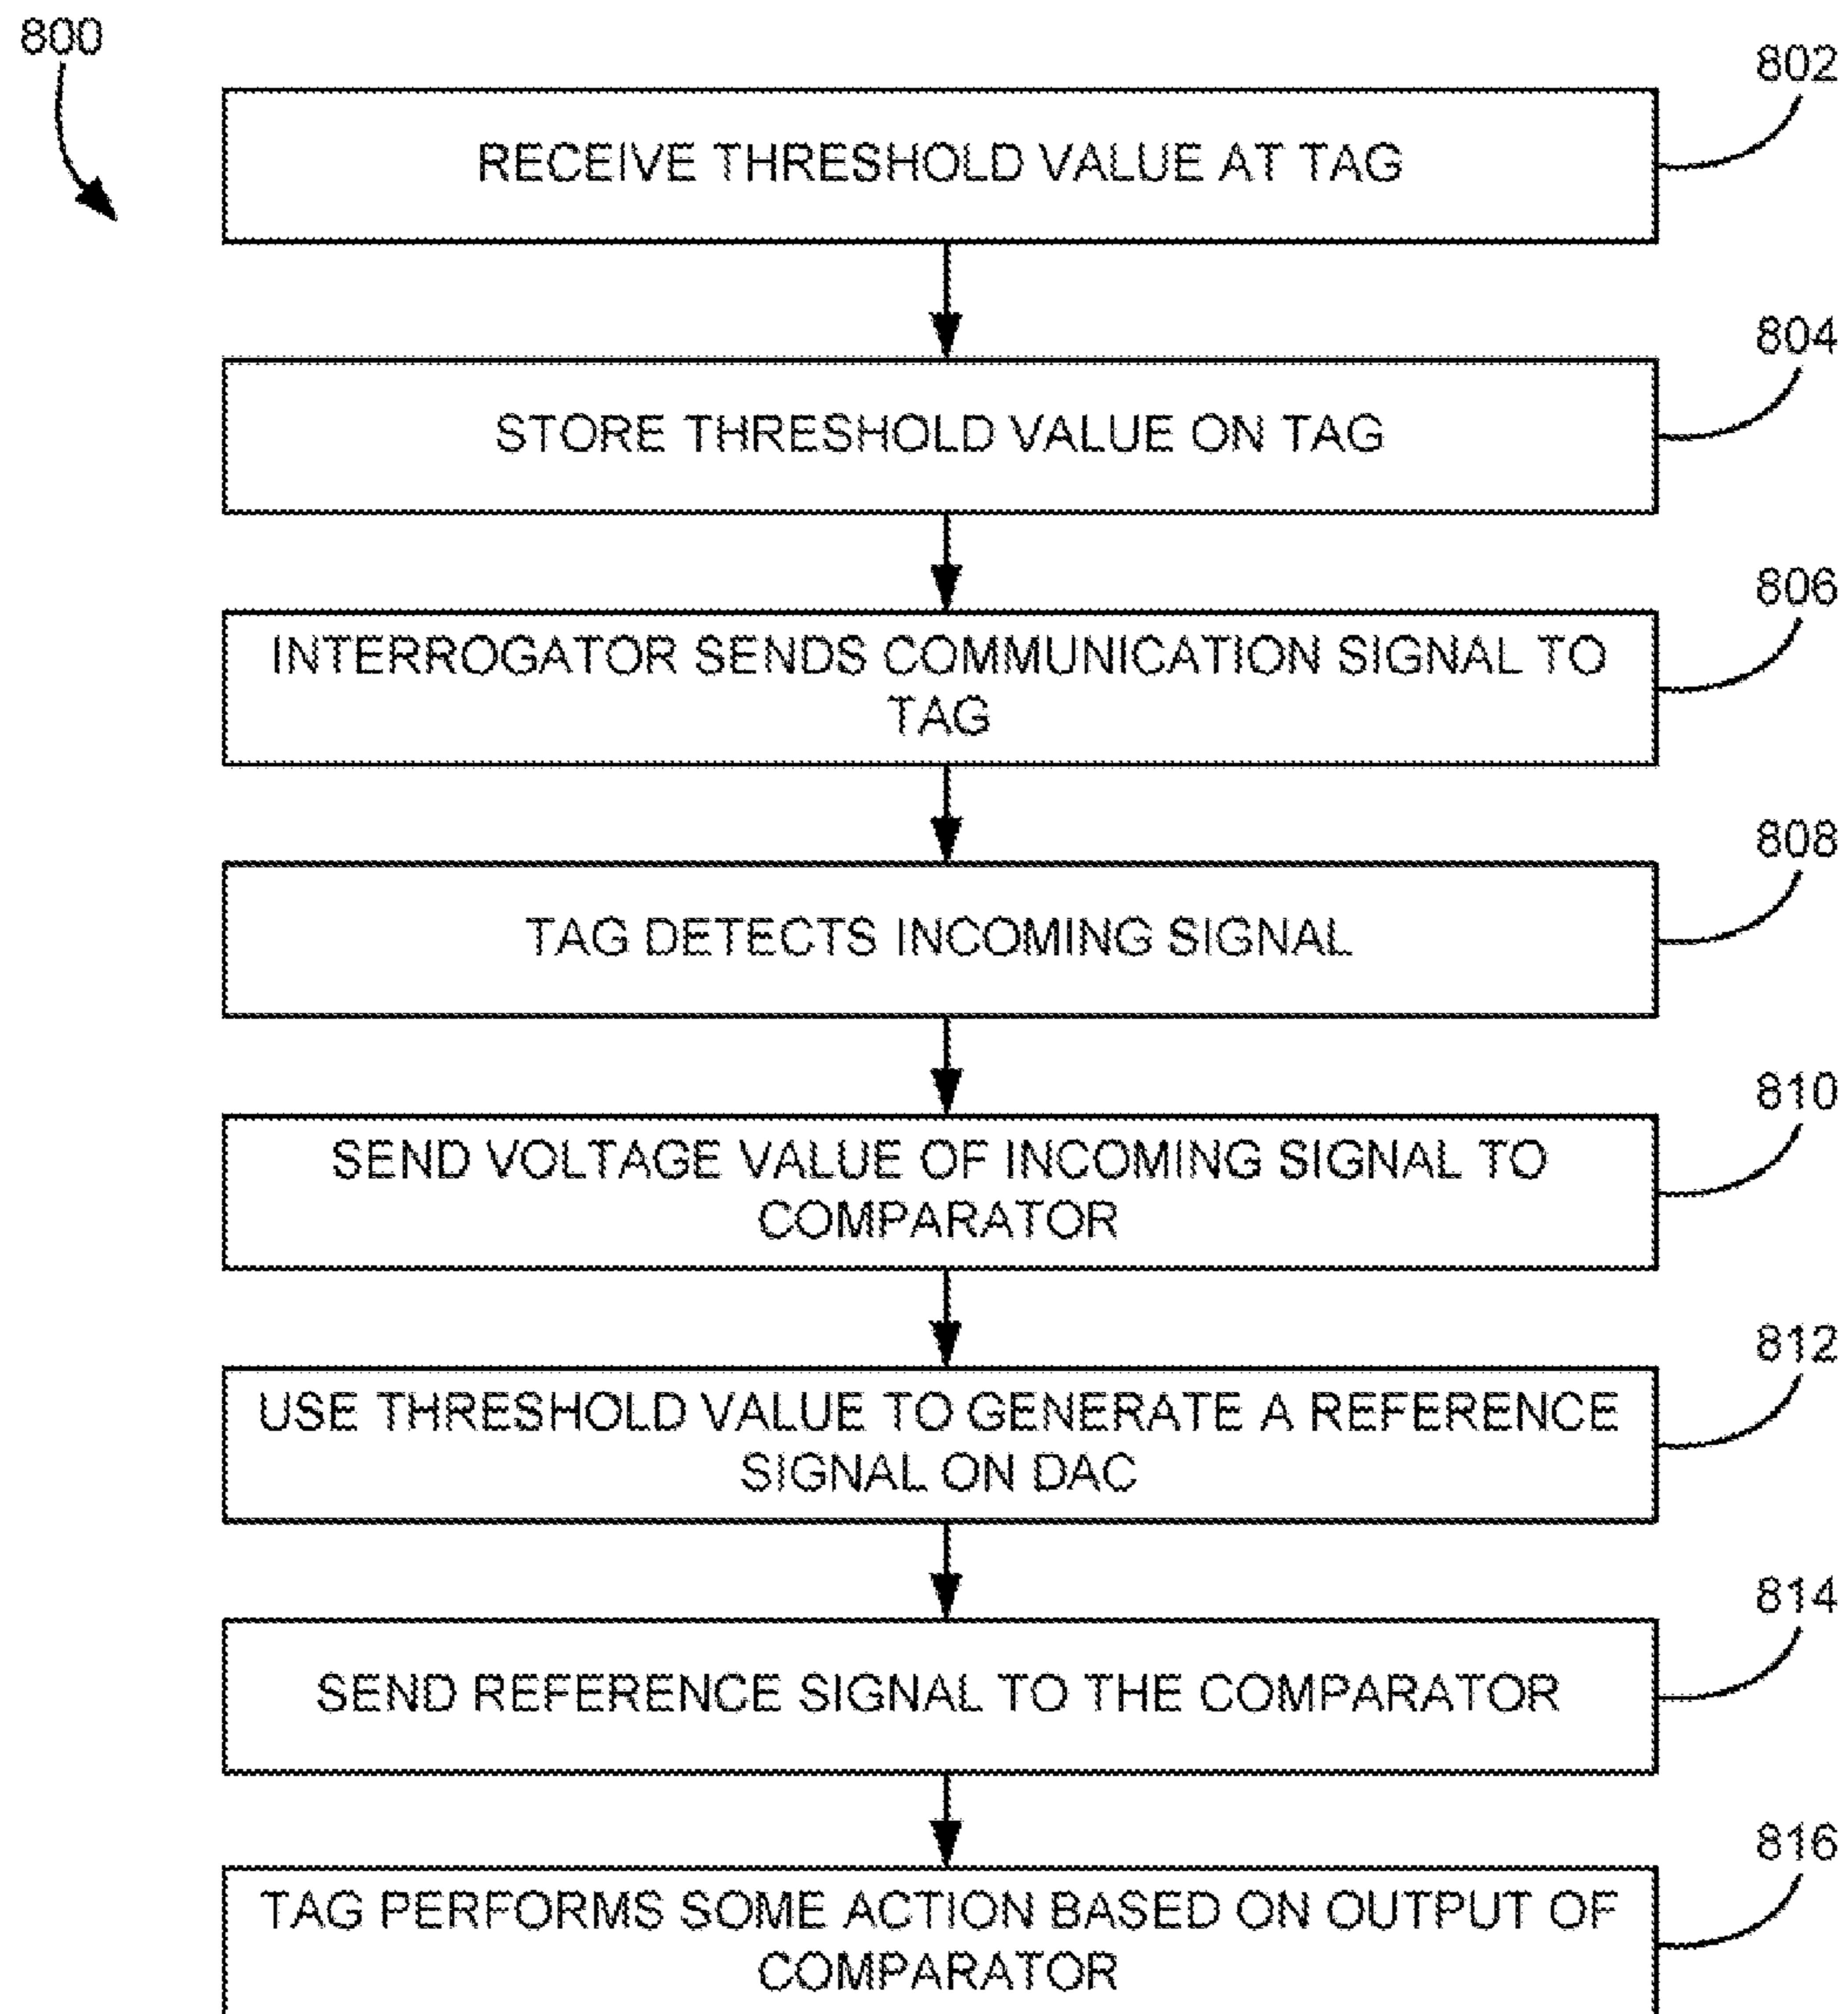 800
802
RECEIVE THRESHOLD VALUE AT TAG
804
STORE THRESHOLD VALUE ON TAG
806
INTERROGATOR SENDS COMMUNICATION SIGNAL TO
TAG
808
TAG DETECTS INCOMING SIGNAL
810
SEND VOLTAGE VALUE OF INCOMING SIGNAL TO
COMPARATOR
812
USE THRESHOLD VALUE TO GENERATE A REFERENCE
SIGNAL ON DAC
814
SEND REFERENCE SIGNAL TO THE COMPARATOR
816
TAG PERFORMS SOME ACTION BASED ON OUTPUT OF
COMPARATOR